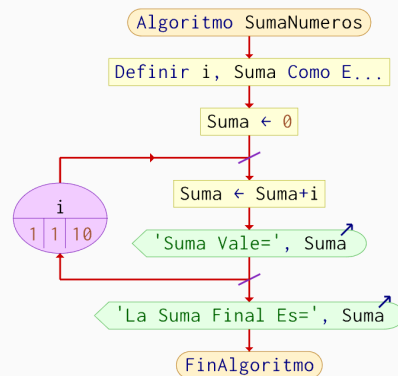 Algoritmo SumaNumeros
Definir i, Suma Como E...
Suma ← 0
Suma ← Suma+i
i
1 1 10
'Suma Vale=', Suma
'La Suma Final Es=', Suma
FinAlgoritmo